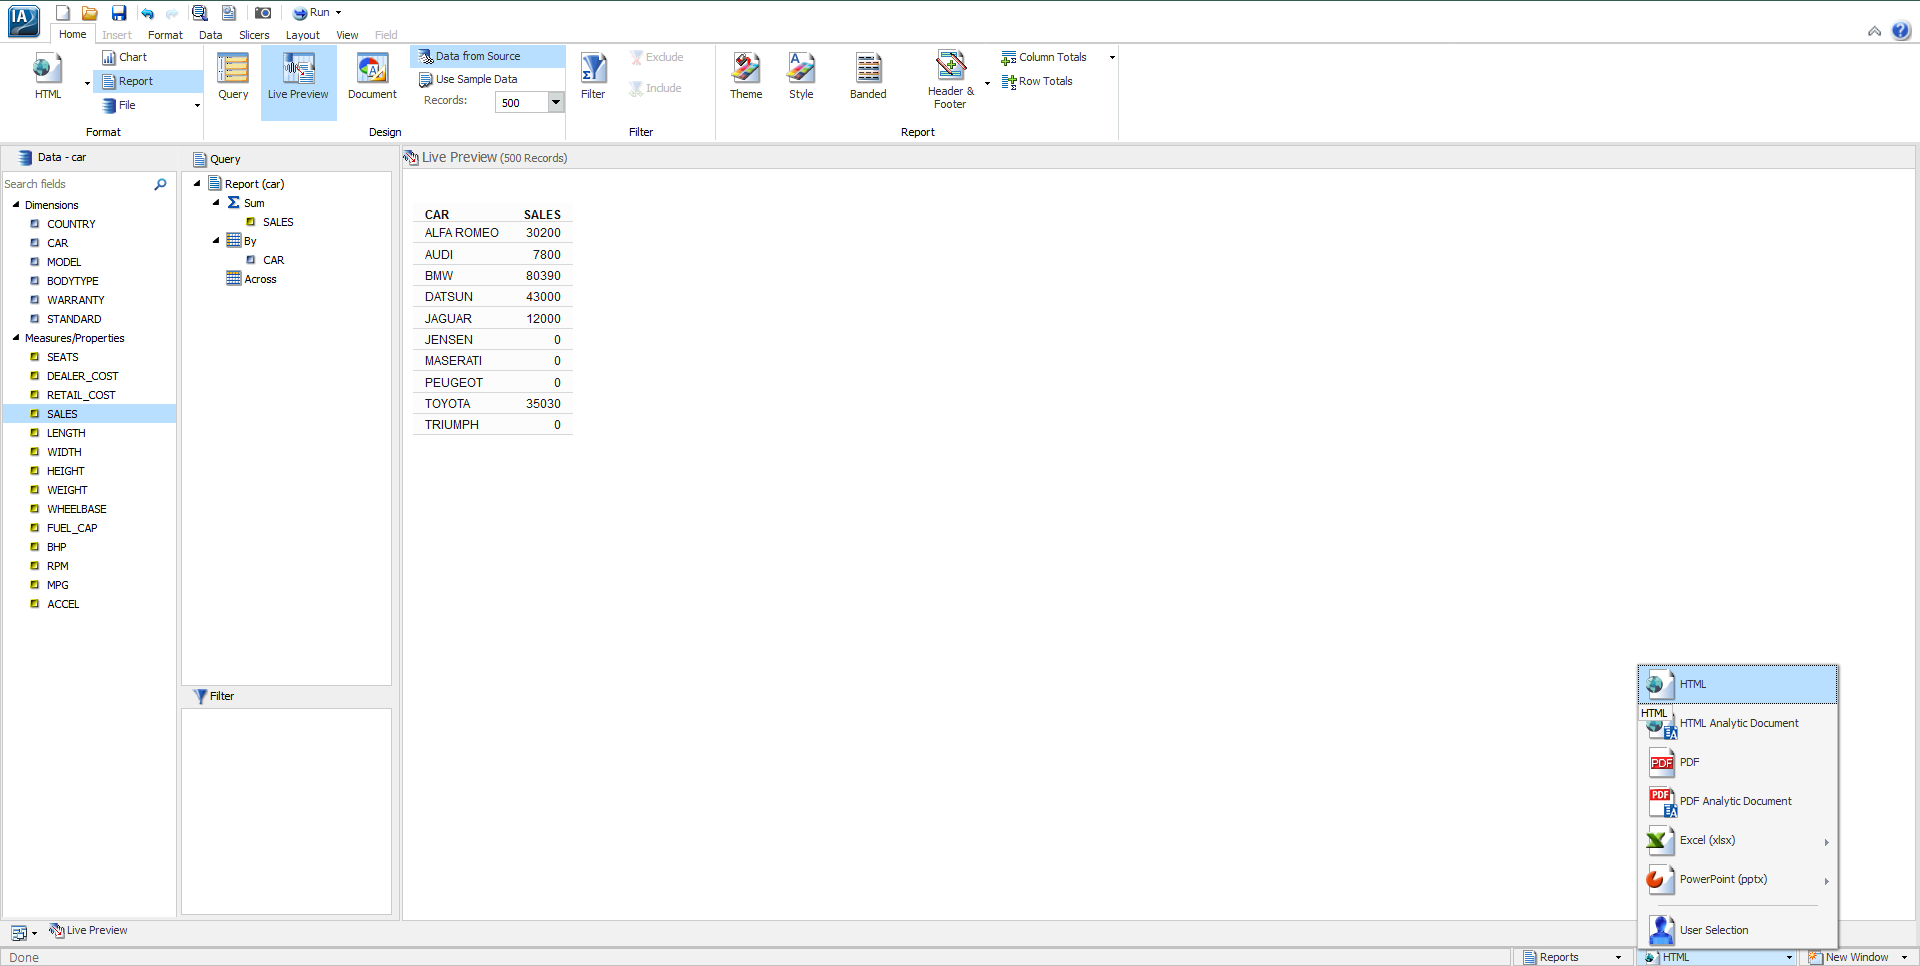 IA
Run
Home Insert Format Data Slicers Layout View Field
HTML
Chart
Report
File
Format
Query
Live Preview
Document
Data from Source
Use Sample Data
Records: 500
Design
Filter
Exclude
Include
Filter
Theme
Style
Banded
Header &
Footer
Column Totals
Row Totals
Report
Data - car
Search fields
Dimensions
COUNTRY
CAR
MODEL
BODYTYPE
WARRANTY
STANDARD
Measures/Properties
SEATS
DEALER_COST
RETAIL_COST
SALES
LENGTH
WIDTH
HEIGHT
WEIGHT
WHEELBASE
FUEL_CAP
BHP
RPM
MPG
ACCEL
Query
Report (car)
Sum
SALES
By
CAR
Across
Filter
Live Preview (500 Records)
CAR SALES
ALFA ROMEO 30200
AUDI 7800
BMW 80390
DATSUN 43000
JAGUAR 12000
JENSEN 0
MASERATI 0
PEUGEOT 0
TOYOTA 35030
TRIUMPH 0
HTML
HTML
HTML Analytic Document
PDF PDF
PDF PDF Analytic Document
Excel (xlsx)
PowerPoint (pptx)
User Selection
Live Preview
Done
Reports
HTML
New Window